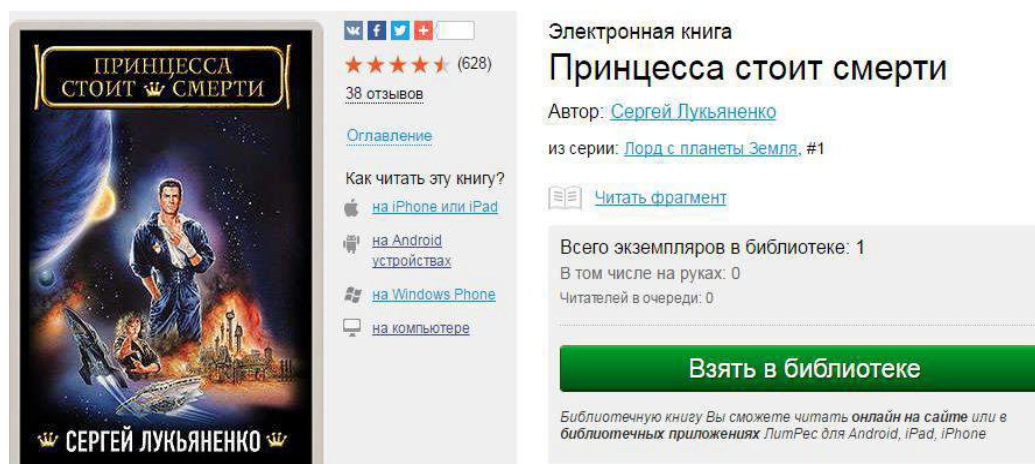 ПРИНЦЕССА
СТОИТ СМЕРТИ
СЕРГЕЙ ЛУКЬЯНЕНКО
(628)
38 отзывов
Оглавление
Как читать эту книгу?
на iPhone или iPad
на Android
устройствах
на Windows Phone
на компьютере
Электронная книга
Принцесса стоит смерти
Автор: Сергей Лукьяненко
из серии: Лорд с планеты Земля, #1
Читать фрагмент
Всего экземпляров в библиотеке: 1
В том числе на руках: 0
Читателей в очереди: 0
Взять в библиотеке
Библиотечную книгу Вы сможете читать онлайн на сайте или в
библиотечных приложениях ЛитРес для Android, iPad, iPhone